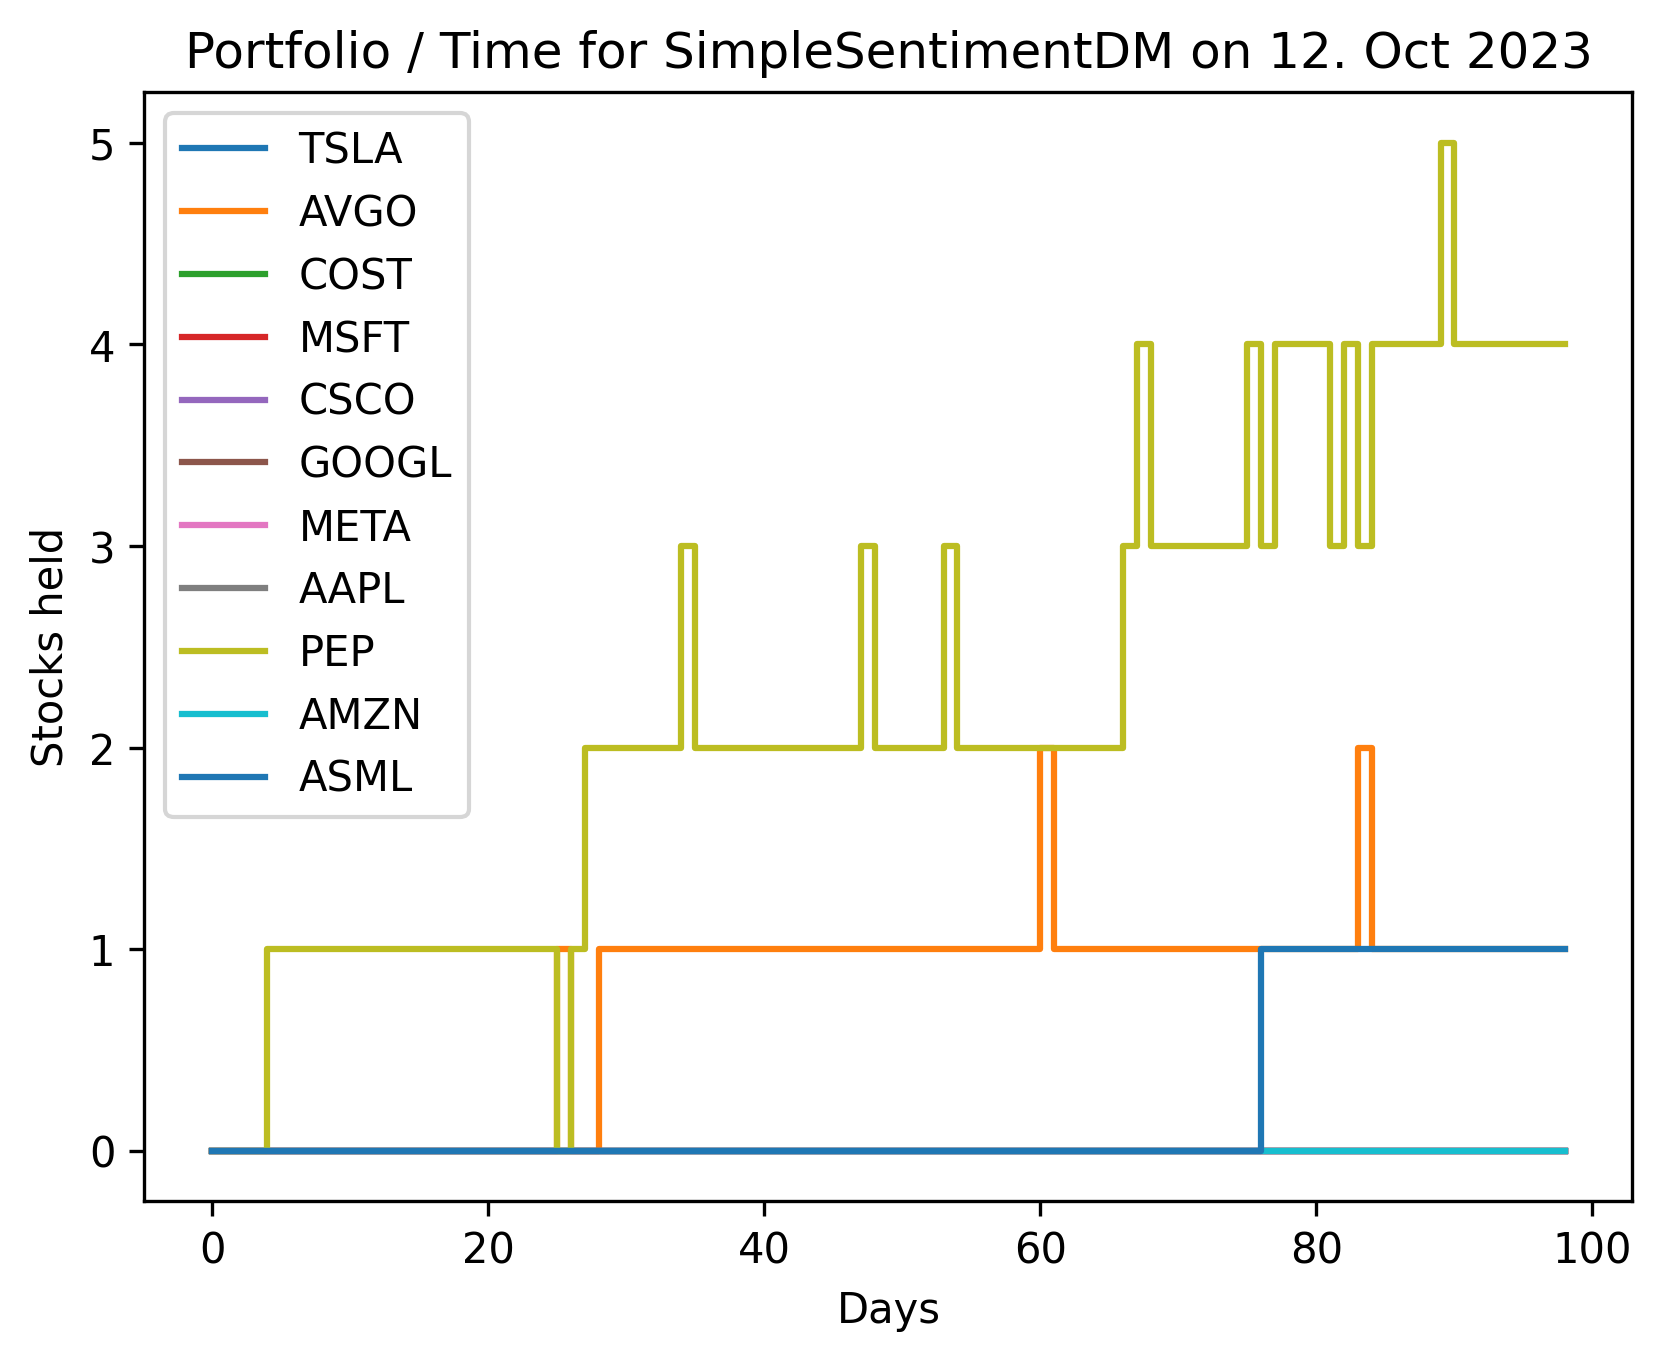 Portfolio / Time for SimpleSentimentDM on 12. Oct 2023
TSLA
AVGO
COST
MSFT
CSCO
GOOGL
META
AAPL
PEP
AMZN
ASML
Stocks held
5
4
3
2
1
0
0 20 40 60 80 100
Days